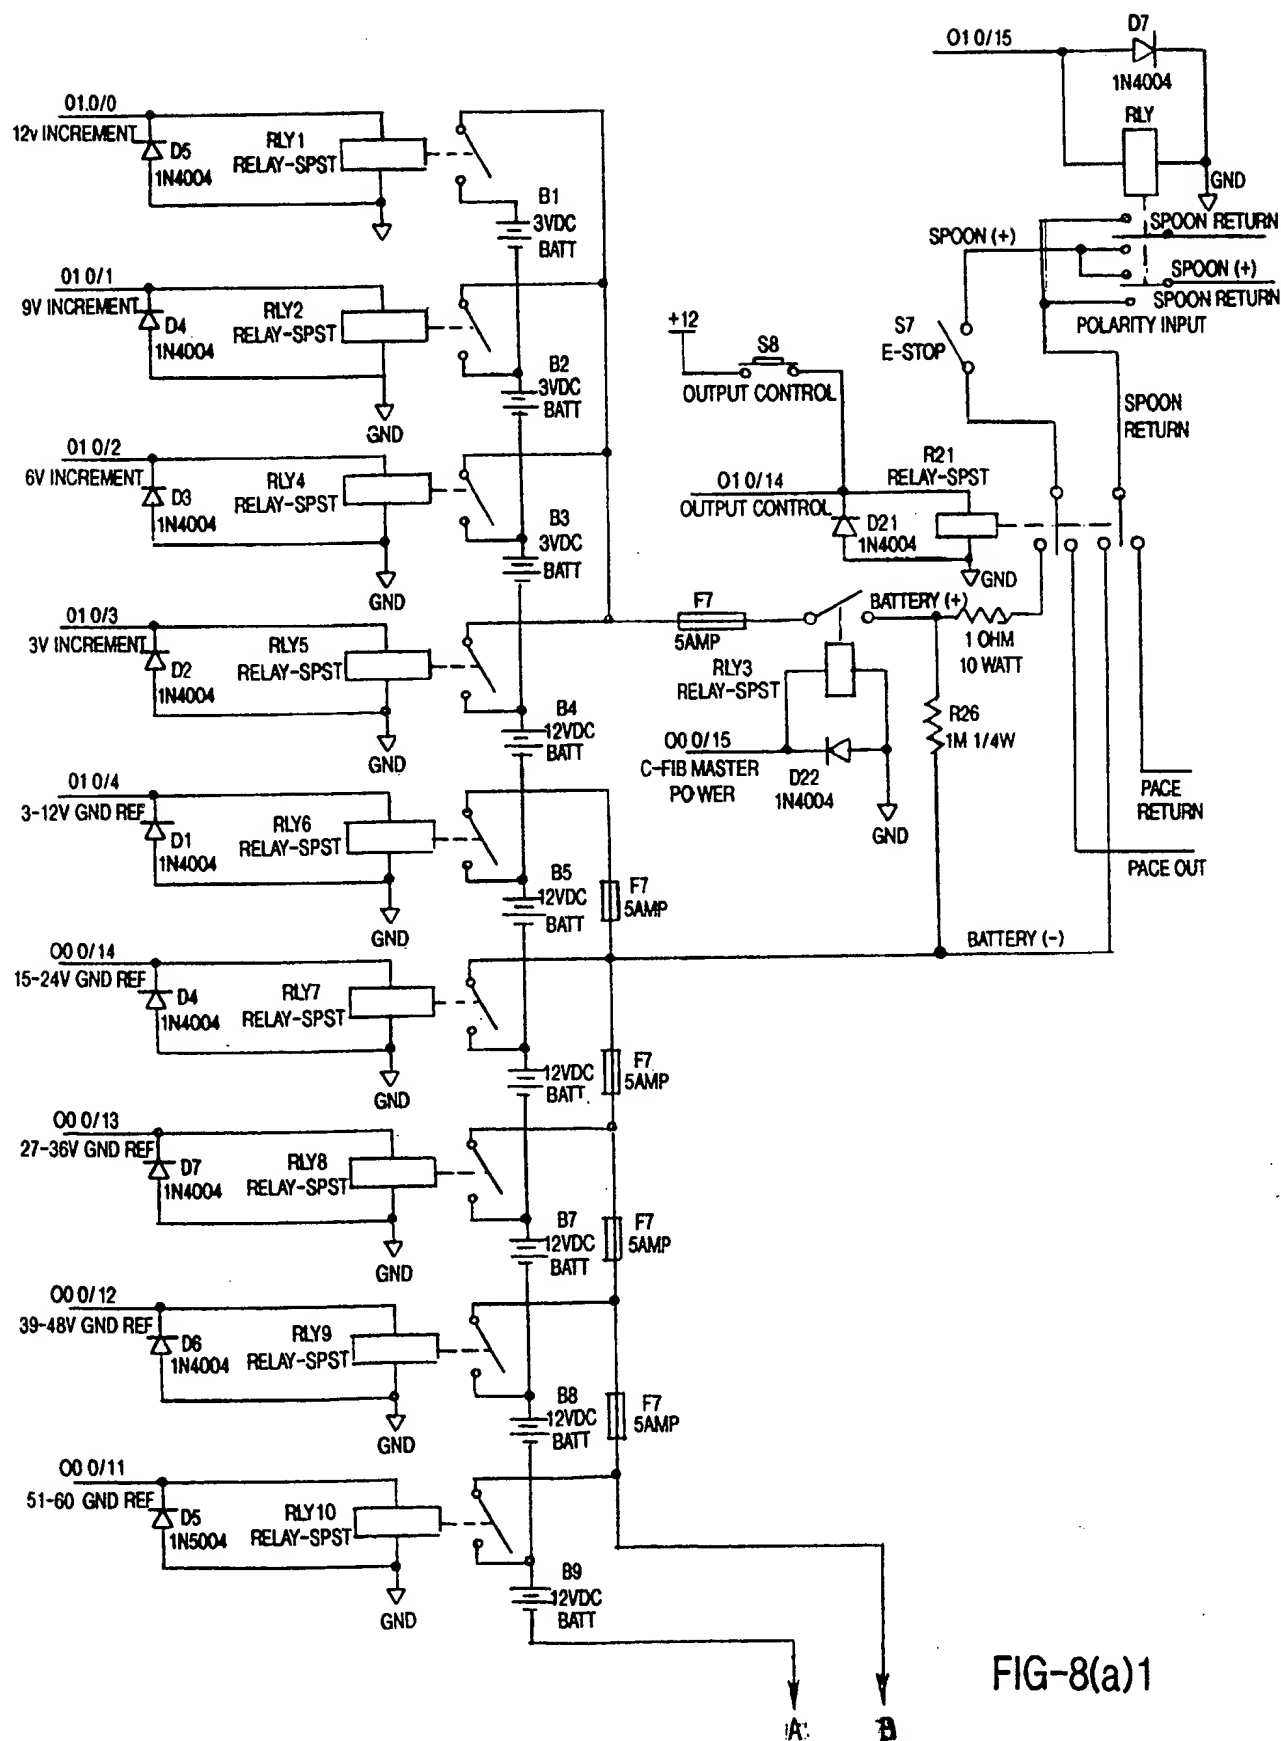 01 0/15
D7
1N4004
RLY
GND
SPOON RETURN
SPOON (+)
SPOON (+)
SPOON RETURN
POLARITY INPUT
01.0/0
12v INCREMENT
D5
1N4004
RLY1
RELAY-SPST
B1
3VDC
BATT
01 0/1
9V INCREMENT
D4
1N4004
RLY2
RELAY-SPST
GND
B2
3VDC
BATT
+12
S8
OUTPUT CONTROL
S7
E-STOP
SPOON
RETURN
01 0/2
6V INCREMENT
D3
1N4004
RLY4
RELAY-SPST
GND
B3
3VDC
BATT
01 0/14
OUTPUT CONTROL
R21
RELAY-SPST
D21
1N4004
GND
01 0/3
3V INCREMENT
D2
1N4004
RLY5
RELAY-SPST
GND
B4
12VDC
BATT
F7
5AMP
BATTERY (+)
1 OHM
10 WATT
RLY3
RELAY-SPST
R26
1M 1/4W
O0 0/15
C-FIB MASTER
POWER
D22
1N4004
GND
PACE
RETURN
PACE OUT
01 0/4
3-12V GND REF
D1
1N4004
RLY6
RELAY-SPST
GND
B5
12VDC
BATT
F7
5AMP
BATTERY (-)
O0 0/14
15-24V GND REF
D4
1N4004
RLY7
RELAY-SPST
GND
12VDC
BATT
F7
5AMP
O0 0/13
27-36V GND REF
D7
1N4004
RLY8
RELAY-SPST
GND
B7
12VDC
BATT
F7
5AMP
O0 0/12
39-48V GND REF
D6
1N4004
RLY9
RELAY-SPST
GND
B8
12VDC
BATT
F7
5AMP
O0 0/11
51-60 GND REF
D5
1N5004
RLY10
RELAY-SPST
GND
B9
12VDC
BATT
A
B
FIG-8(a)1